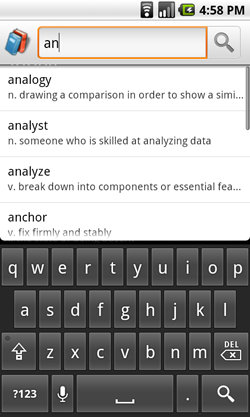 4:58 PM
an
analogy
n. drawing a comparison in order to show a simi...
analyst
n. someone who is skilled at analyzing data
analyze
v. break down into components or essential fea...
anchor
v. fix firmly and stably
q w e r t y u i o p
a s d f g h j k l
z x c v b n m DEL
?123 .